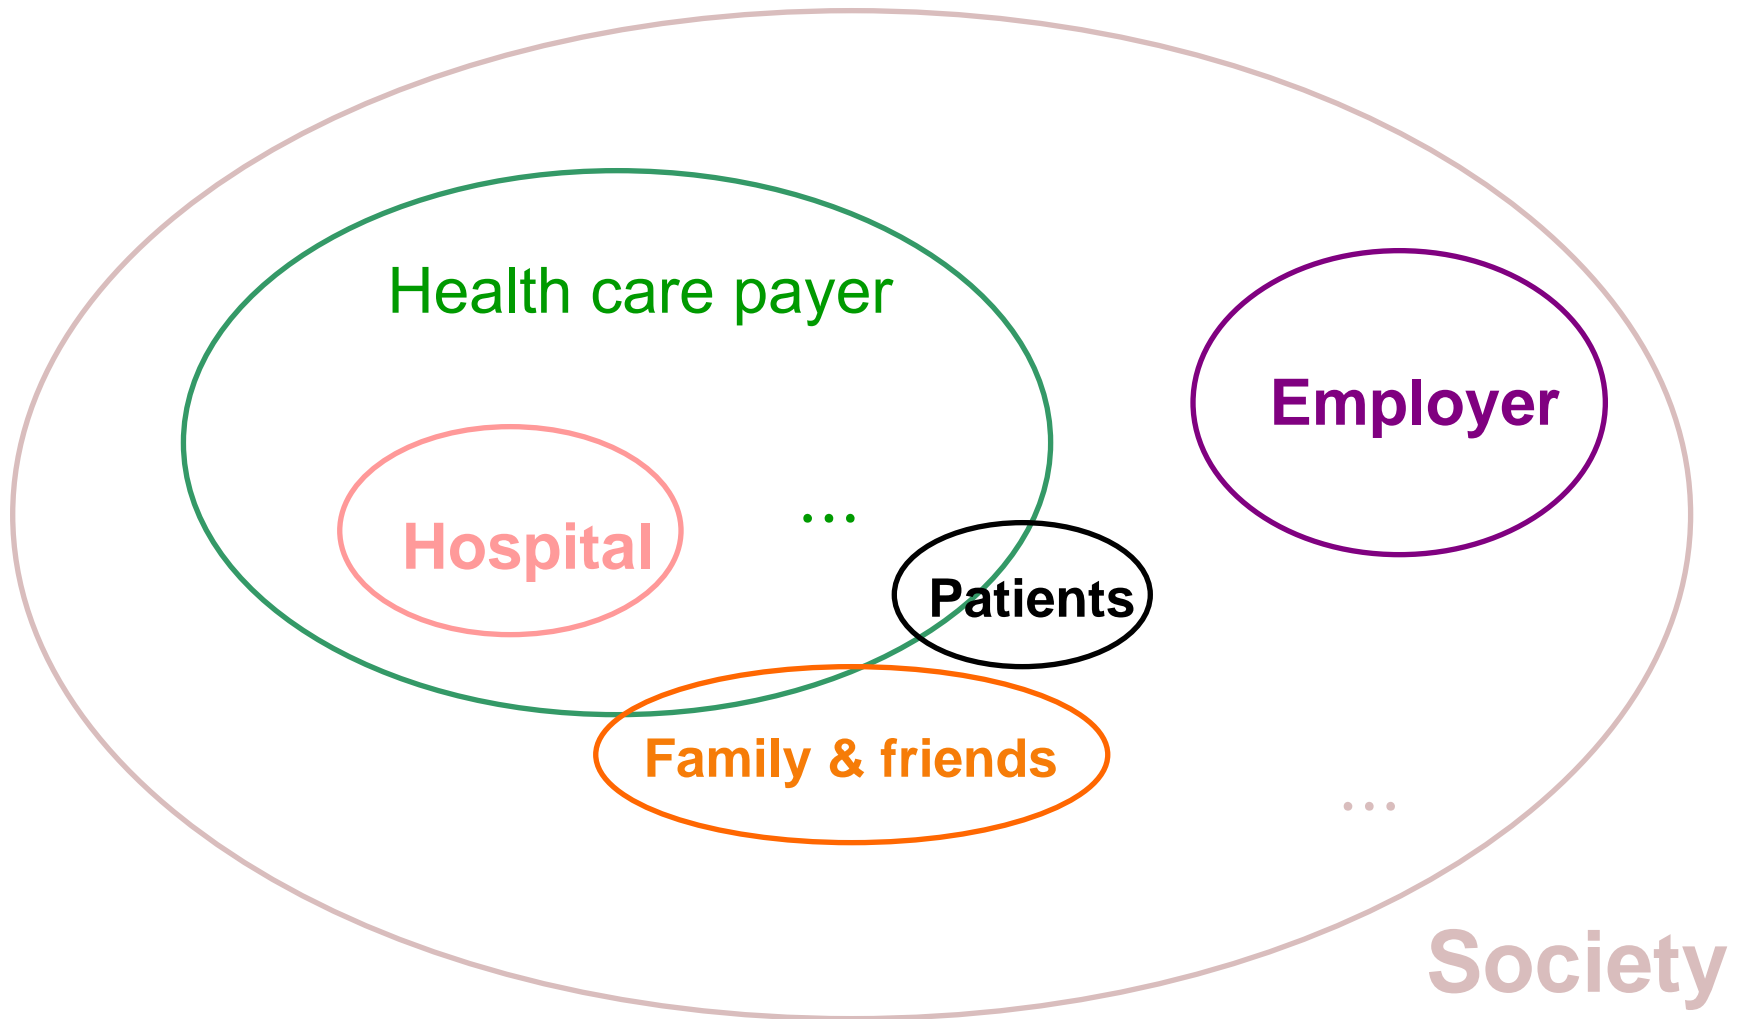 Health care payer
Employer
Hospital
…
Patients
Family & friends
…
Society